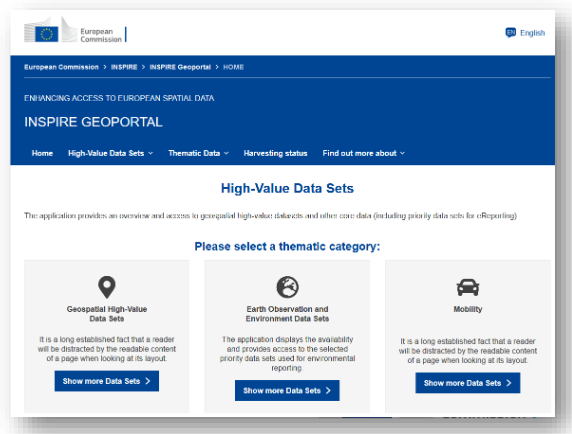 European
Commission
EN English
European Commission > INSPIRE > INSPIRE Geoportal > HOME
ENHANCING ACCESS TO EUROPEAN SPATIAL DATA
INSPIRE GEOPORTAL
Home High-Value Data Sets Thematic Data Harvesting status Find out more about
High-Value Data Sets
The application provides an overview and access to geospatial high-value datasets and other core data (including priority data sets for eReporting)
Please select a thematic category:
Geospatial High-Value
Data Sets
It is a long established fact that a reader
will be distracted by the readable content
of a page when looking at its layout.
Show more Data Sets >
Earth Observation and
Environment Data Sets
The application displays the availability
and provides access to the selected
priority data sets used for environmental
reporting.
Show more Data Sets >
Mobility
It is a long established fact that a reader
will be distracted by the readable content
of a page when looking at its layout.
Show more Data Sets >